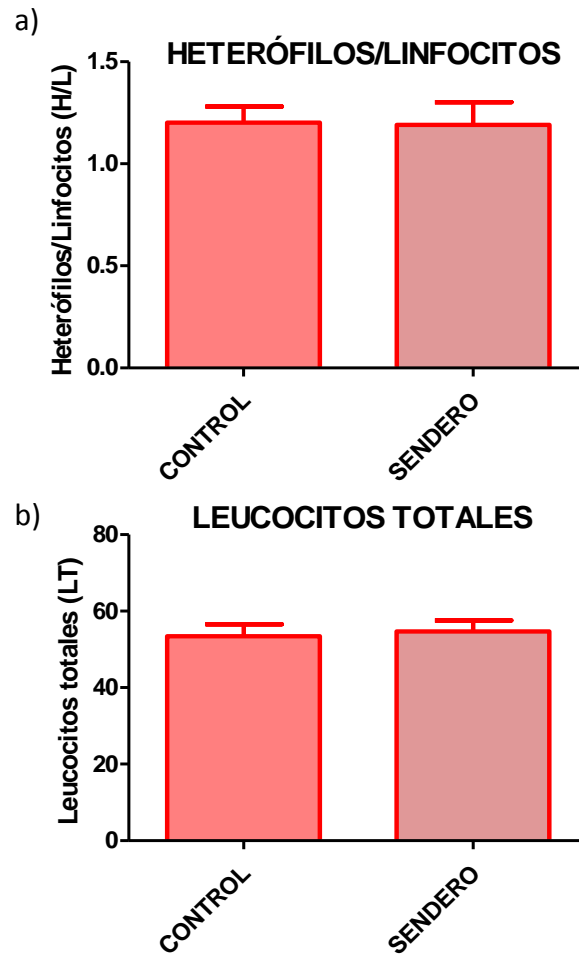 a)
HETERÓFILOS/LINFOCITOS
Heterófilos/Linfocitos (H/L)
1.5
1.0
0.5
0.0
CONTROL
SENDERO
b)
LEUCOCITOS TOTALES
Leucocitos totales (LT)
80
60
40
20
0
CONTROL
SENDERO